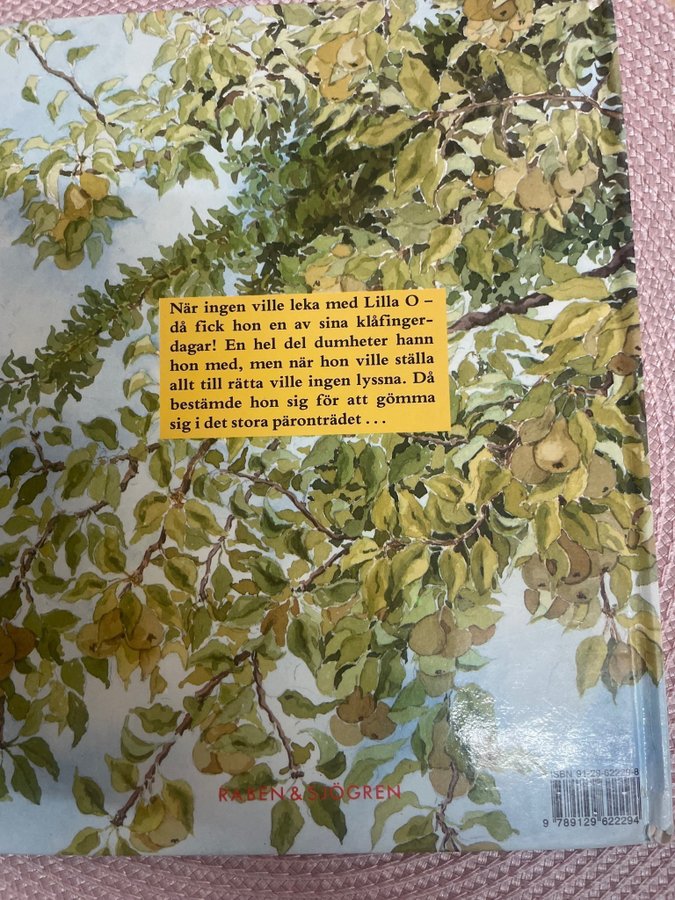 När ingen ville leka med Lilla O –
då fick hon en av sina klåfinger-
dagar! En hel del dumheter hann
hon med, men när hon ville ställa
allt till rätta ville ingen lyssna. Då
bestämde hon sig för att gömma
sig i det stora päronträdet . . .
RABÉN & SJÖGREN
ISBN 91-29-62229-8
9 789129 622294